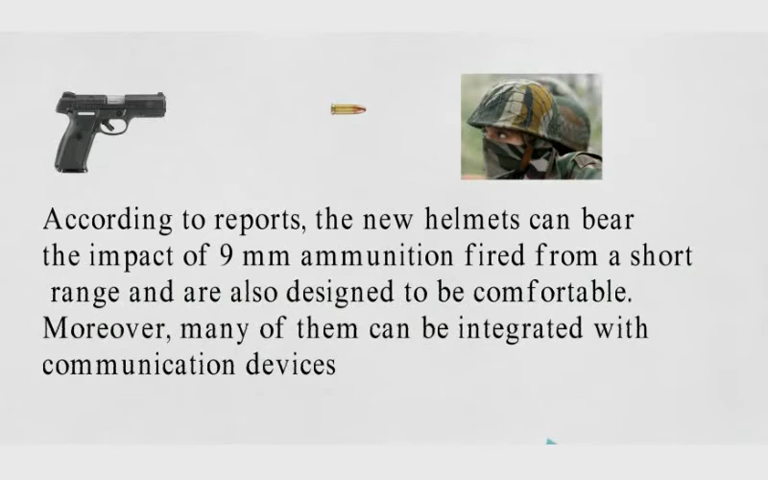 According to reports, the new helmets can bear
the impact of 9 mm ammunition fired from a short
range and are also designed to be comfortable.
Moreover, many of them can be integrated with
communication devices